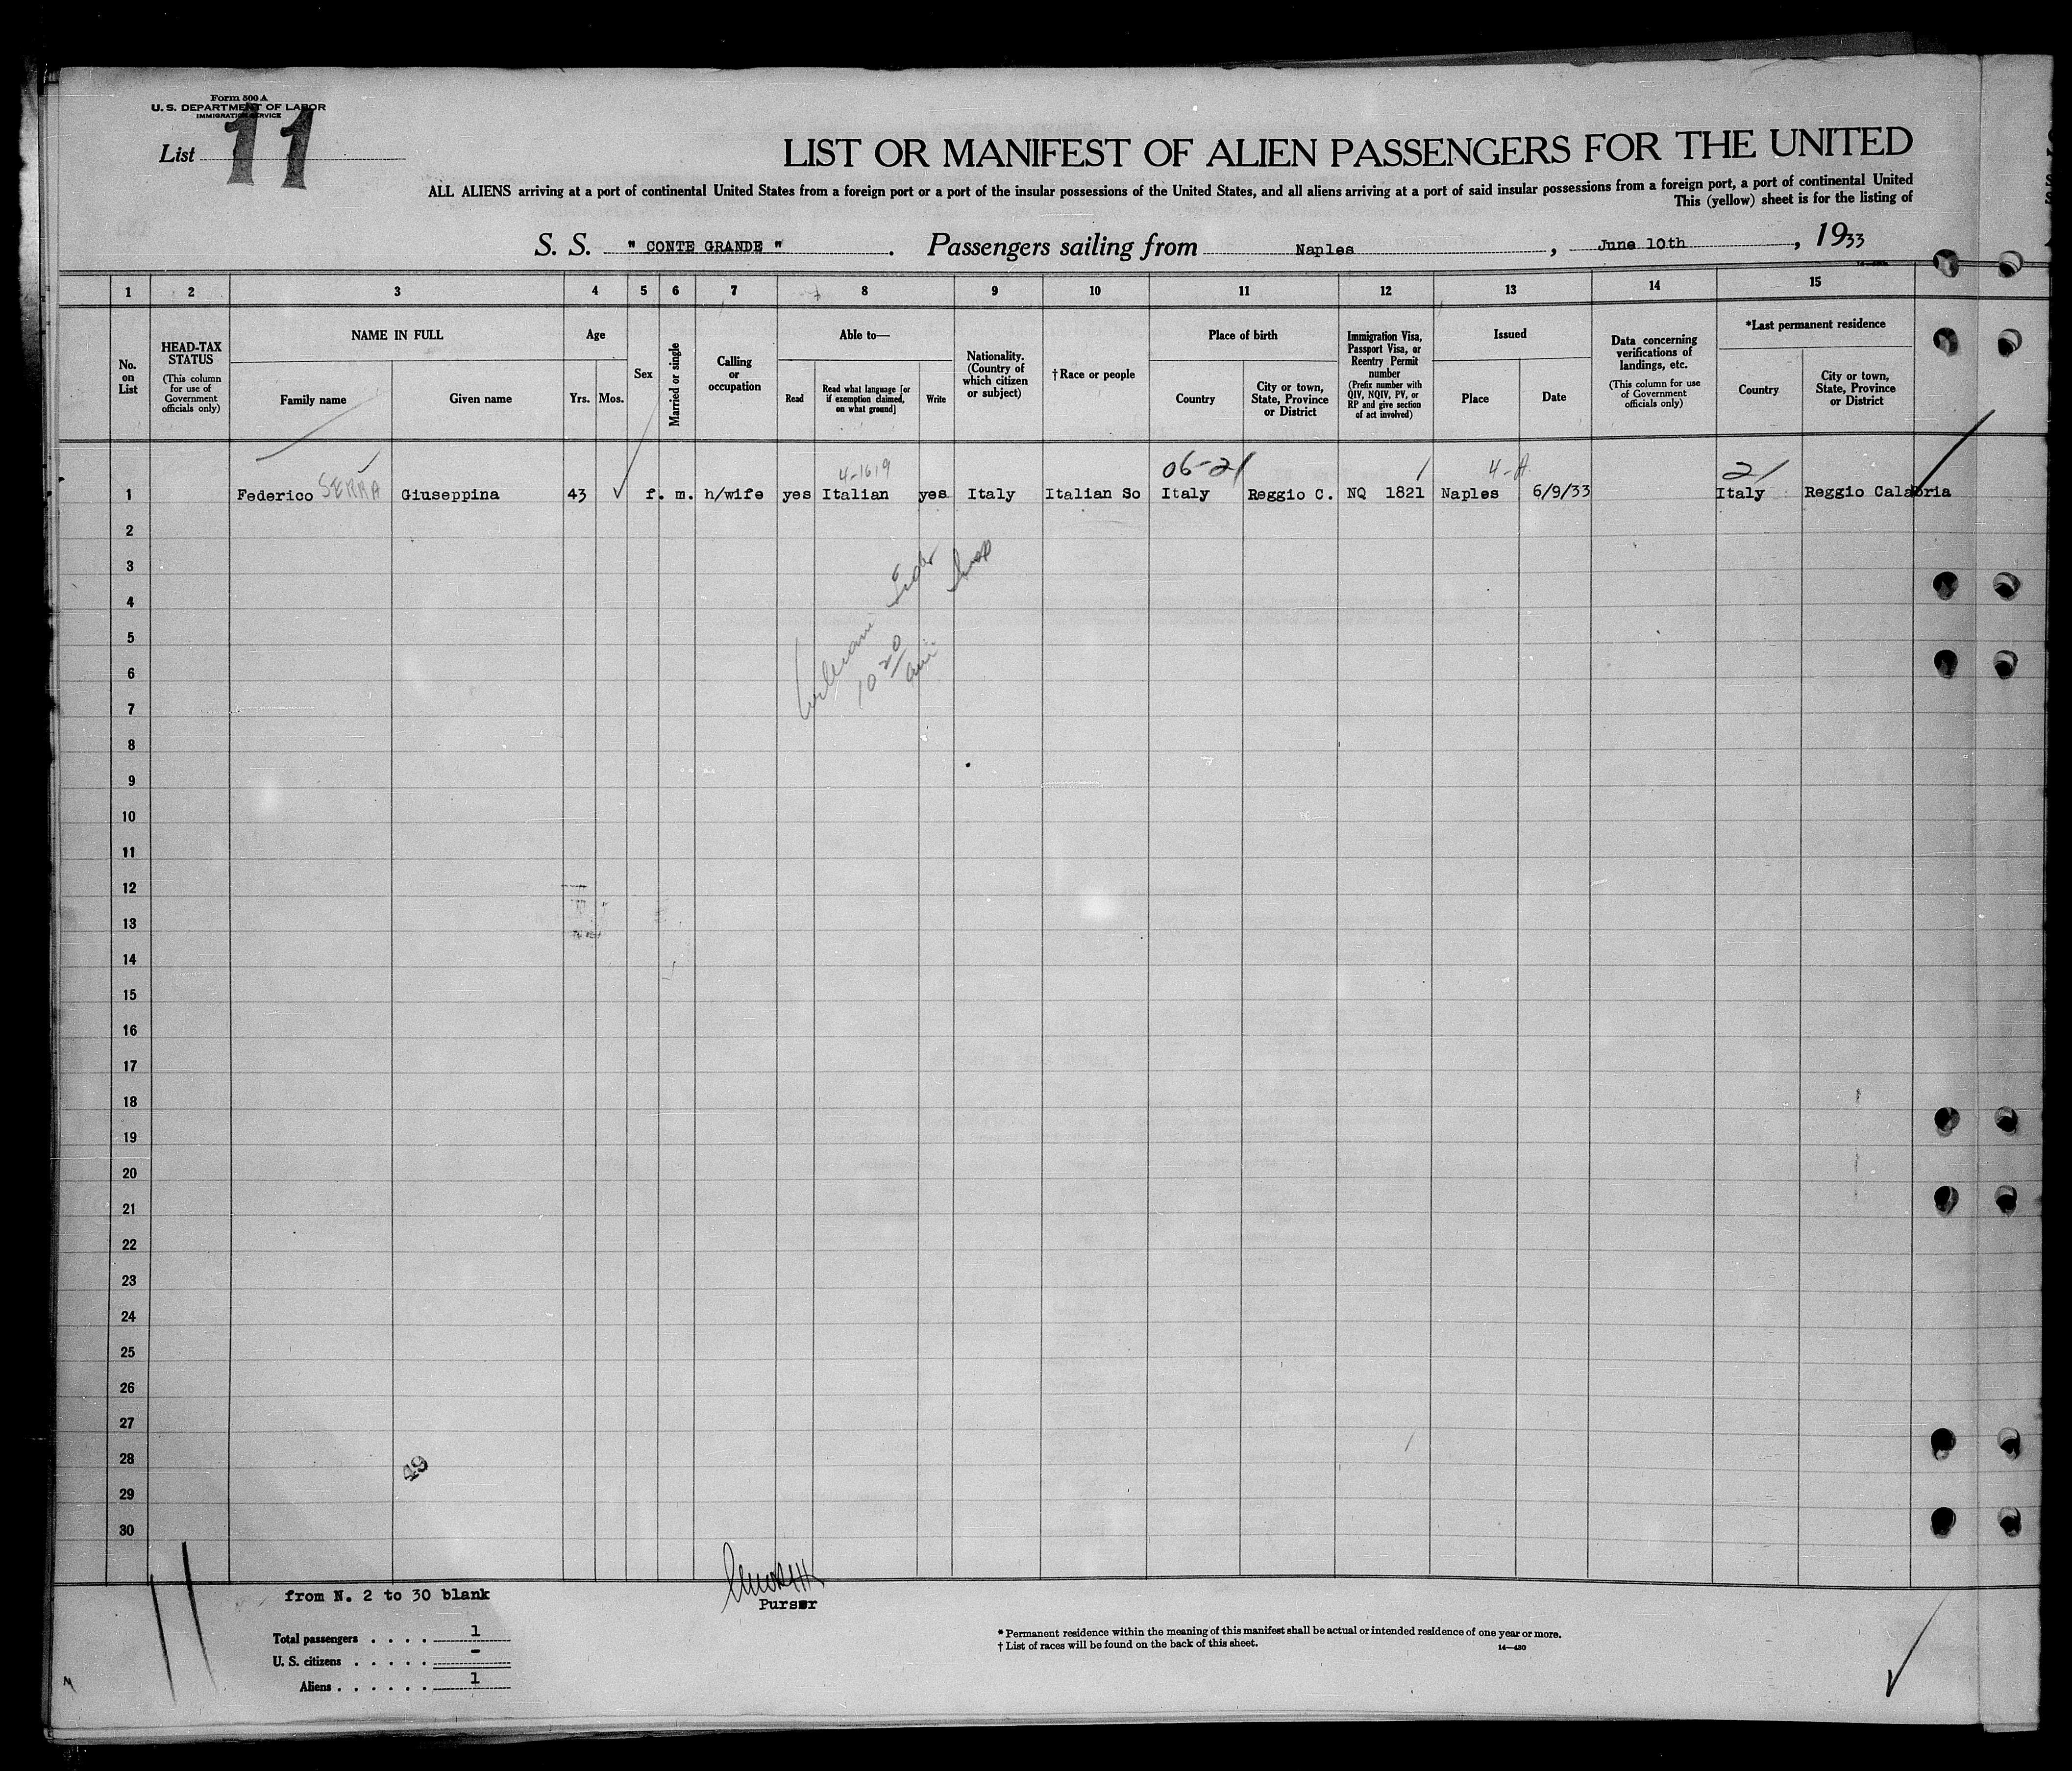 Form 500 A
U. S. DEPARTMENT OF LABOR
IMMIGRATION SERVICE
List 11
LIST OR MANIFEST OF ALIEN PASSENGERS FOR THE UNITED
ALL ALIENS arriving at a port of continental United States from a foreign port or a port of the insular possessions of the United States, and all aliens arriving at a port of said insular possessions from a foreign port, a port of continental United
This (yellow) sheet is for the listing of
S. S. " CONTE GRANDE ". Passengers sailing from Naples, June 10th, 1933
1 2 3 4 5 6 7 8 9 10 11 12 13 14 15
No. on List
HEAD-TAX STATUS
(This column for use of Government officials only)
NAME IN FULL
Family name
Given name
Age
Yrs. Mos.
Sex
Married or single
Calling or occupation
Able to—
Read
Read what language [or if exemption claimed, on what ground]
Write
Nationality. (Country of which citizen or subject)
†Race or people
Place of birth
Country
City or town, State, Province or District
Immigration Visa, Passport Visa, or Reentry Permit number
(Prefix number with QIV, NQIV, PV, or RP and give section of act involved)
Issued
Place
Date
Data concerning verifications of landings, etc.
(This column for use of Government officials only)
*Last permanent residence
Country
City or town, State, Province or District
4-1619 06-21 / 4-A 21
1 Federico SERRA Giuseppina 43 ✓ f. m. h/wife yes Italian yes Italy Italian So Italy Reggio C. NQ 1821 Naples 6/9/33 Italy Reggio Calabria
2
3
4
5
6
10 20 am
7
8
9
10
11
12
13
14
15
16
17
18
19
20
21
22
23
24
25
26
27
28
49
29
30
from N. 2 to 30 blank
Purser
Total passengers . . . . 1
U. S. citizens . . . . . -
Aliens . . . . . . 1
* Permanent residence within the meaning of this manifest shall be actual or intended residence of one year or more.
† List of races will be found on the back of this sheet.
14—430